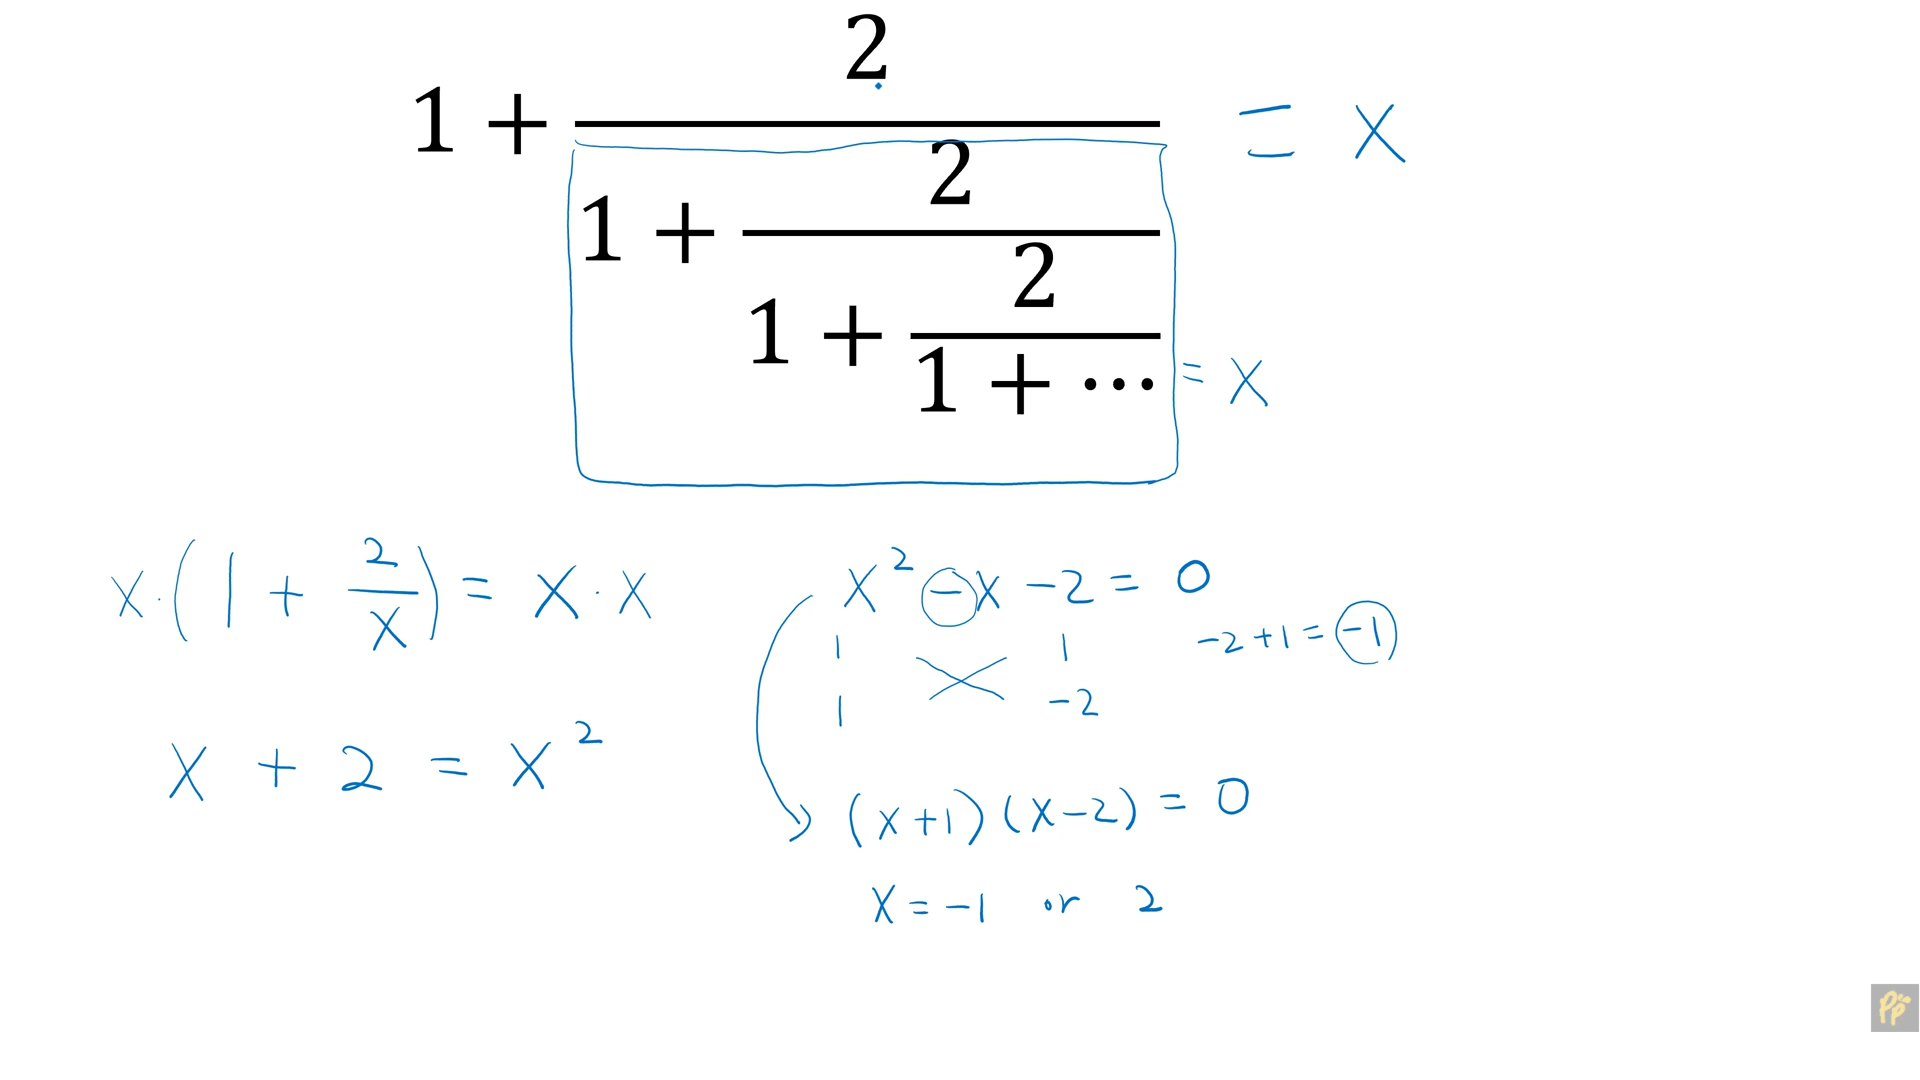 1 + 2 / (1 + 2 / (1 + 2 / (1 + ⋯))) = x
= x
x · (1 + 2/x) = x · x
x + 2 = x²
x² − x − 2 = 0
1 1
1 −2
−2 + 1 = −1
(x + 1)(x − 2) = 0
x = −1 or 2
PP